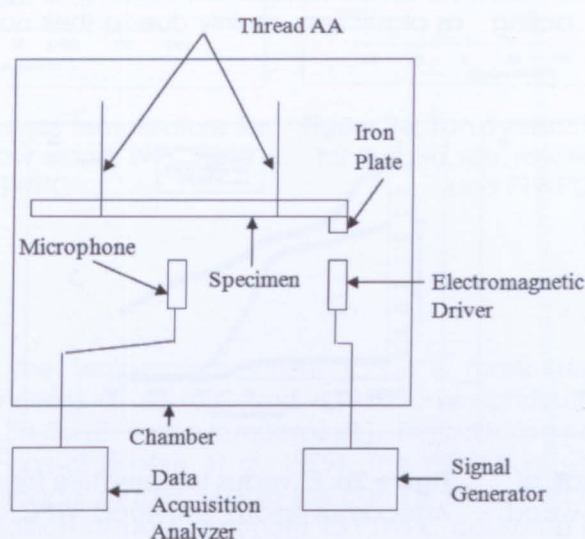 Thread AA
Iron
Plate
Microphone
Specimen
Electromagnetic
Driver
Chamber
Data
Acquisition
Analyzer
Signal
Generator